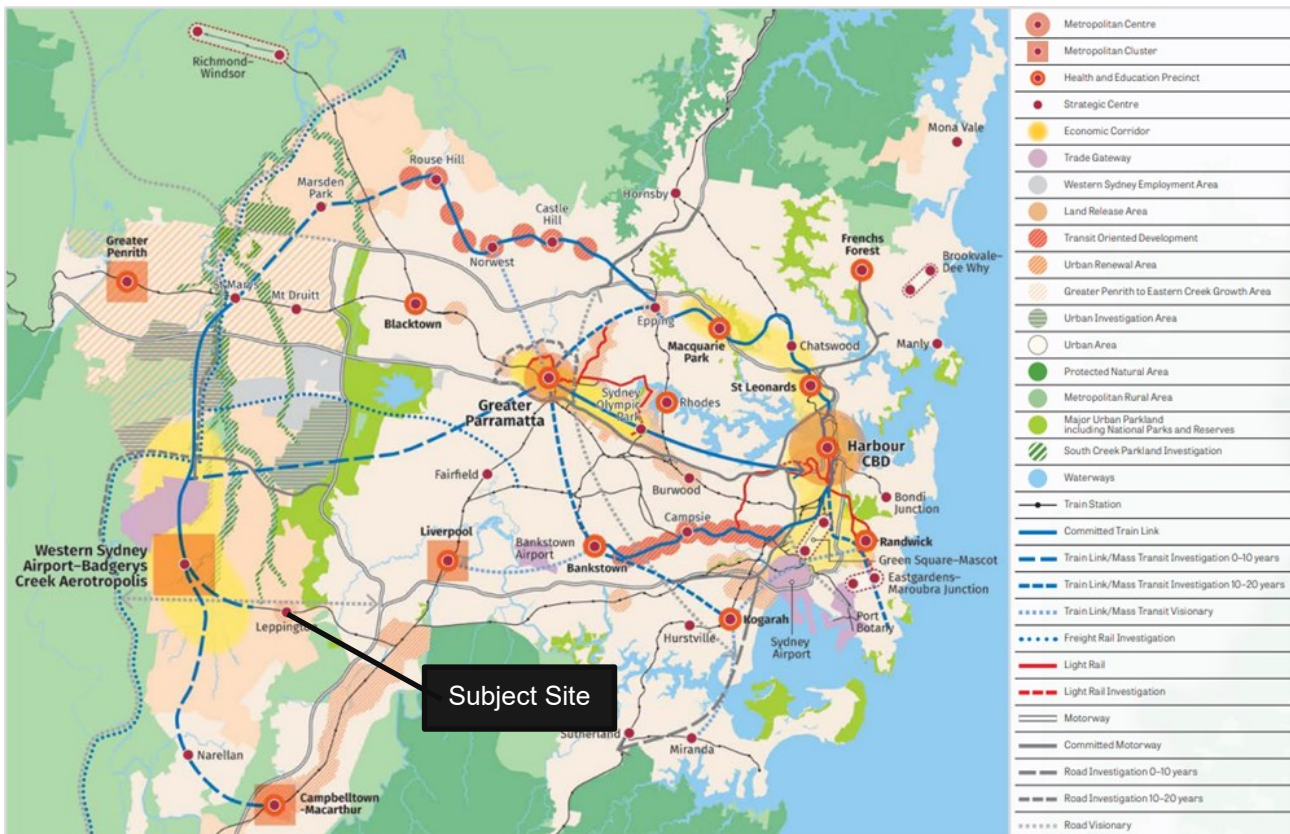 Richmond–
Windsor
Mona Vale
Rouse Hill
Marsden
Park
Hornsby
Castle
Hill
Norwest
Greater
Penrith
Frenchs
Forest
Brookvale–
Dee Why
St Marys
Mt Druitt
Blacktown
Epping
Macquarie
Park
Chatswood
Manly
St Leonards
Greater
Parramatta
Sydney
Olympic
Park
Rhodes
Harbour
CBD
Fairfield
Burwood
Bondi
Junction
Liverpool
Bankstown
Airport
Campsie
Bankstown
Randwick
Green Square–Mascot
Western Sydney
Airport–Badgerys
Creek Aerotropolis
Eastgardens–
Maroubra Junction
Leppington
Kogarah
Port
Botany
Hurstville
Sydney
Airport
Subject Site
Sutherland
Miranda
Narellan
Campbelltown
-Macarthur
Metropolitan Centre
Metropolitan Cluster
Health and Education Precinct
Strategic Centre
Economic Corridor
Trade Gateway
Western Sydney Employment Area
Land Release Area
Transit Oriented Development
Urban Renewal Area
Greater Penrith to Eastern Creek Growth Area
Urban Investigation Area
Urban Area
Protected Natural Area
Metropolitan Rural Area
Major Urban Parkland
including National Parks and Reserves
South Creek Parkland Investigation
Waterways
Train Station
Committed Train Link
Train Link/Mass Transit Investigation 0–10 years
Train Link/Mass Transit Investigation 10–20 years
Train Link/Mass Transit Visionary
Freight Rail Investigation
Light Rail
Light Rail Investigation
Motorway
Committed Motorway
Road Investigation 0–10 years
Road Investigation 10–20 years
Road Visionary